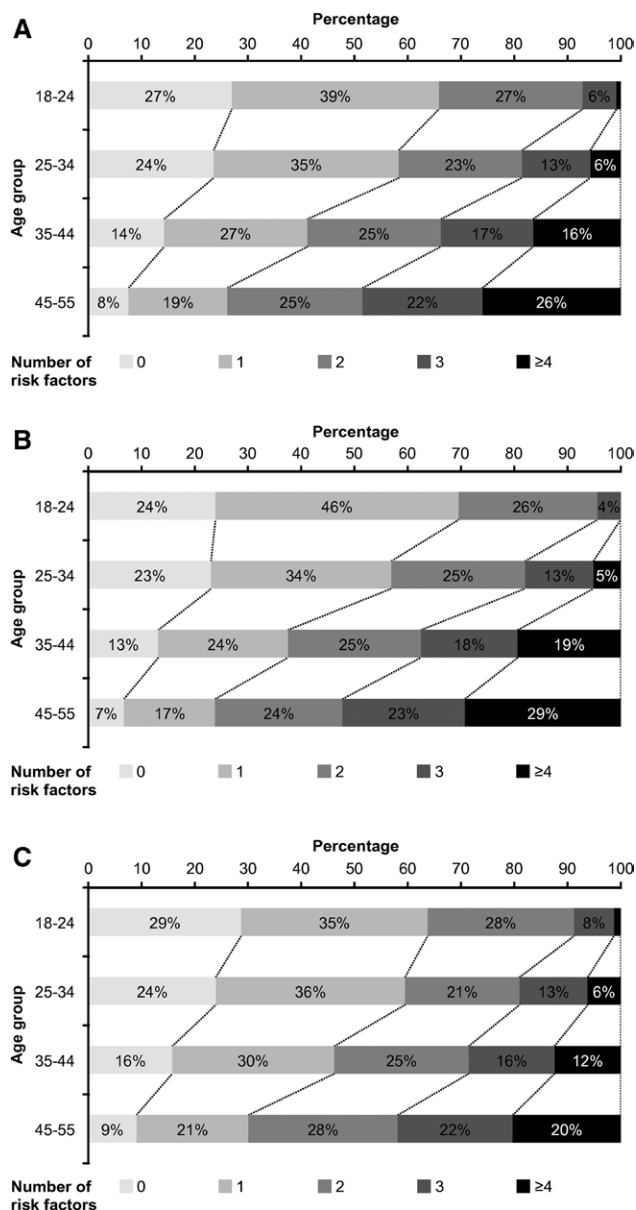 A
Percentage
0 10 20 30 40 50 60 70 80 90 100
Age group
18-24 27% 39% 27% 6%
25-34 24% 35% 23% 13% 6%
35-44 14% 27% 25% 17% 16%
45-55 8% 19% 25% 22% 26%
Number of risk factors 0 1 2 3 ≥4
B
Percentage
0 10 20 30 40 50 60 70 80 90 100
Age group
18-24 24% 46% 26% 4%
25-34 23% 34% 25% 13% 5%
35-44 13% 24% 25% 18% 19%
45-55 7% 17% 24% 23% 29%
Number of risk factors 0 1 2 3 ≥4
C
Percentage
0 10 20 30 40 50 60 70 80 90 100
Age group
18-24 29% 35% 28% 8%
25-34 24% 36% 21% 13% 6%
35-44 16% 30% 25% 16% 12%
45-55 9% 21% 28% 22% 20%
Number of risk factors 0 1 2 3 ≥4